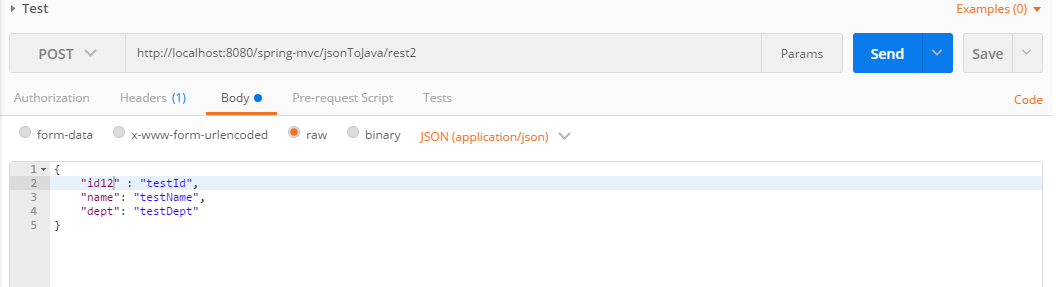 Test Examples (0)
POST http://localhost:8080/spring-mvc/jsonToJava/rest2 Params Send Save
Authorization Headers (1) Body Pre-request Script Tests Code
form-data x-www-form-urlencoded raw binary JSON (application/json)
1 {
2 "id12" : "testId",
3 "name": "testName",
4 "dept": "testDept"
5 }